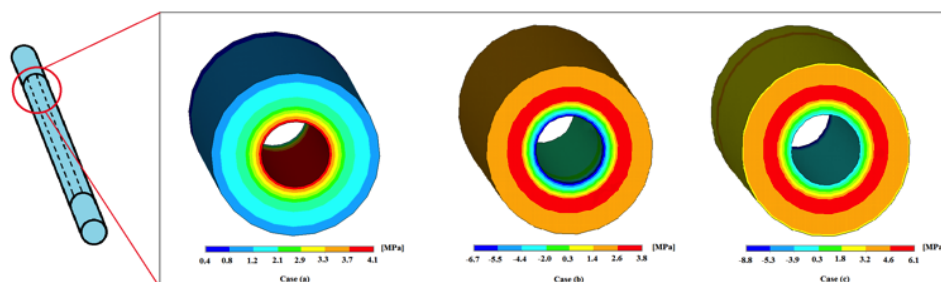 [MPa]
0.4 0.8 1.2 2.1 2.9 3.3 3.7 4.1
Case (a)
[MPa]
-6.7 -5.5 -4.4 -2.0 0.3 1.4 2.6 3.8
Case (b)
[MPa]
-8.8 -5.3 -3.9 0.3 3.2 4.6 6.1
Case (c)